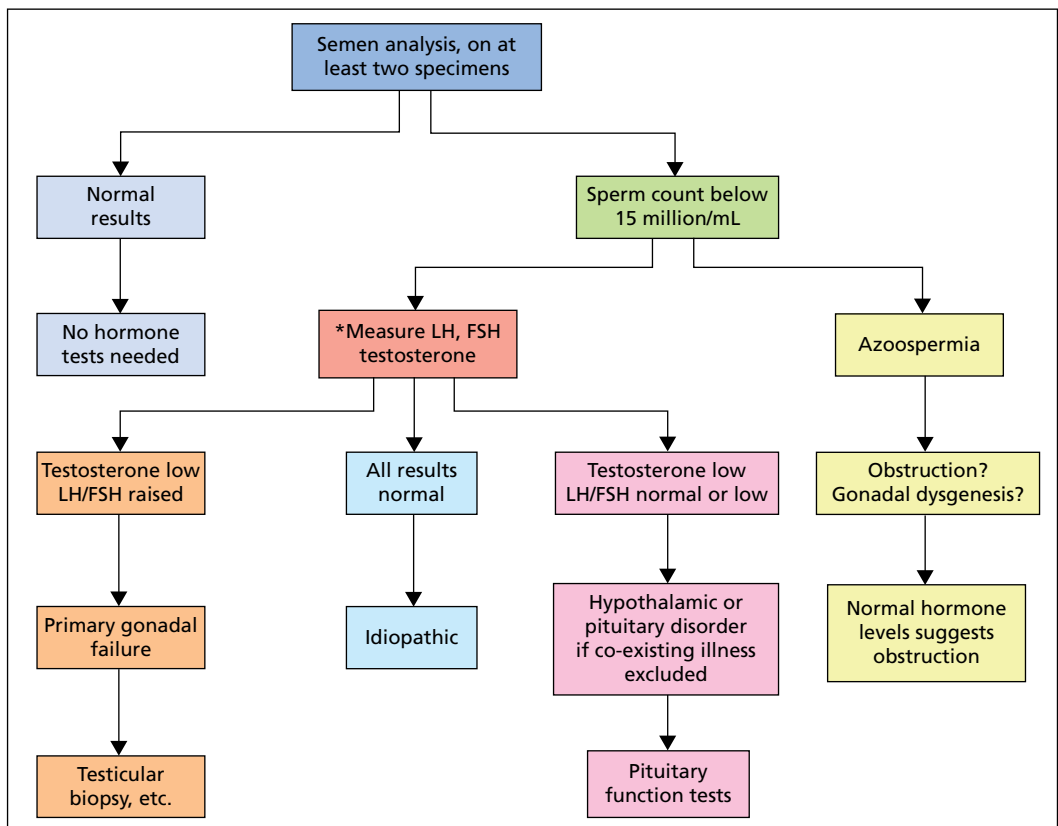 Semen analysis, on at
least two specimens
Normal
results
Sperm count below
15 million/mL
No hormone
tests needed
*Measure LH, FSH
testosterone
Azoospermia
Testosterone low
LH/FSH raised
All results
normal
Testosterone low
LH/FSH normal or low
Obstruction?
Gonadal dysgenesis?
Primary gonadal
failure
Idiopathic
Hypothalamic or
pituitary disorder
if co-existing illness
excluded
Normal hormone
levels suggests
obstruction
Testicular
biopsy, etc.
Pituitary
function tests